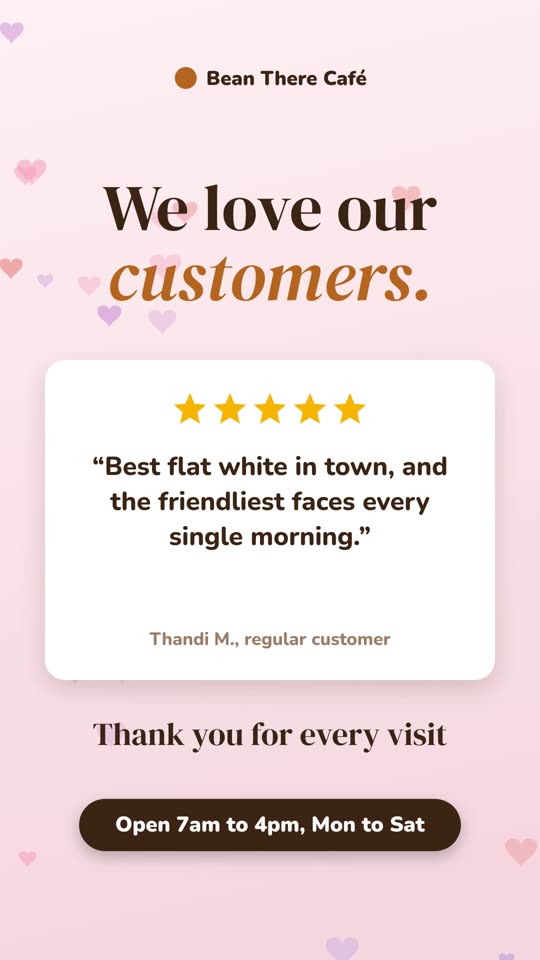 Bean There Café
We love our
customers.
“Best flat white in town, and
the friendliest faces every
single morning.”
Thandi M., regular customer
Thank you for every visit
Open 7am to 4pm, Mon to Sat